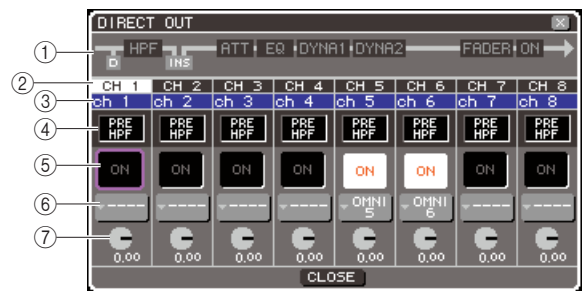 DIRECT OUT
① HPF ATT EQ DYNA1 DYNA2 FADER ON
D INS
② CH 1 CH 2 CH 3 CH 4 CH 5 CH 6 CH 7 CH 8
③ ch 1 ch 2 ch 3 ch 4 ch 5 ch 6 ch 7 ch 8
④ PRE HPF PRE HPF PRE HPF PRE HPF PRE HPF PRE HPF PRE HPF PRE HPF
⑤ ON ON ON ON ON ON ON ON
⑥ ---- ---- ---- ---- OMNI 5 OMNI 6 ---- ----
⑦ 0.00 0.00 0.00 0.00 0.00 0.00 0.00 0.00
CLOSE